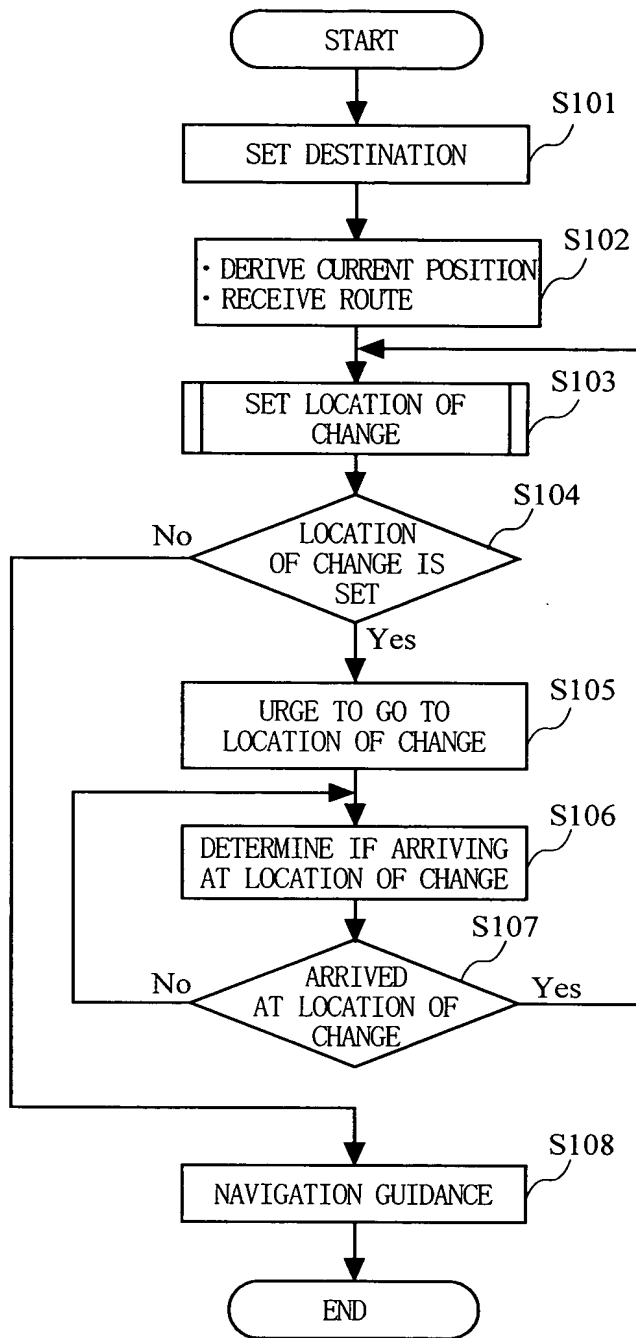 START
S101
SET DESTINATION
S102
・DERIVE CURRENT POSITION
・RECEIVE ROUTE
S103
SET LOCATION OF
CHANGE
S104
No
LOCATION
OF CHANGE IS
SET
Yes
S105
URGE TO GO TO
LOCATION OF CHANGE
S106
DETERMINE IF ARRIVING
AT LOCATION OF CHANGE
S107
No
ARRIVED
AT LOCATION OF
CHANGE
Yes
S108
NAVIGATION GUIDANCE
END